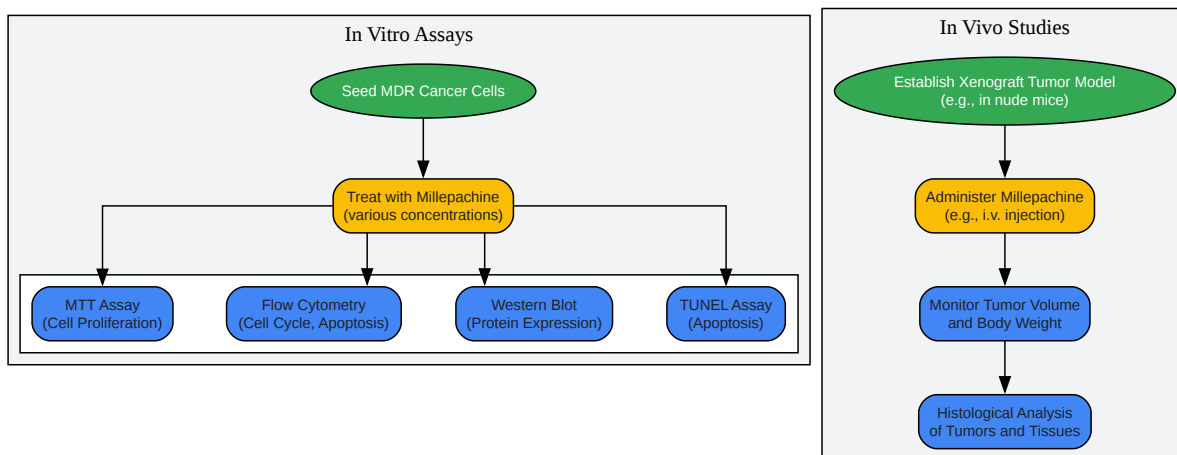 In Vitro Assays
Seed MDR Cancer Cells
Treat with Millepachine
(various concentrations)
MTT Assay
(Cell Proliferation)
Flow Cytometry
(Cell Cycle, Apoptosis)
Western Blot
(Protein Expression)
TUNEL Assay
(Apoptosis)
In Vivo Studies
Establish Xenograft Tumor Model
(e.g., in nude mice)
Administer Millepachine
(e.g., i.v. injection)
Monitor Tumor Volume
and Body Weight
Histological Analysis
of Tumors and Tissues